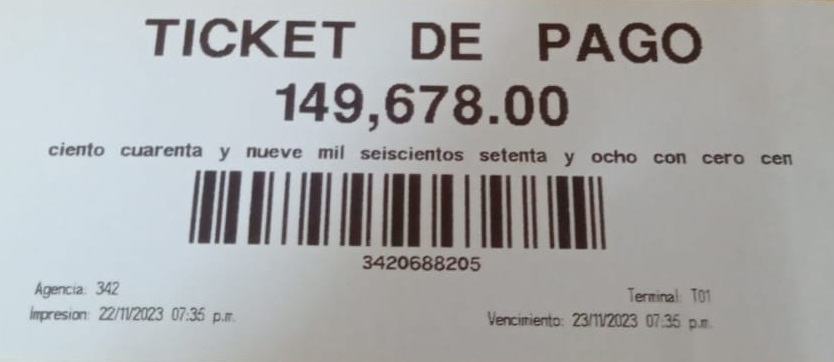 TICKET DE PAGO
149,678.00
ciento cuarenta y nueve mil seiscientos setenta y ocho con cero cen
3420688205
Agencia: 342
Terminal: T01
Impresion: 22/11/2023 07:35 p.m.
Vencimiento: 23/11/2023 07:35 p.m.